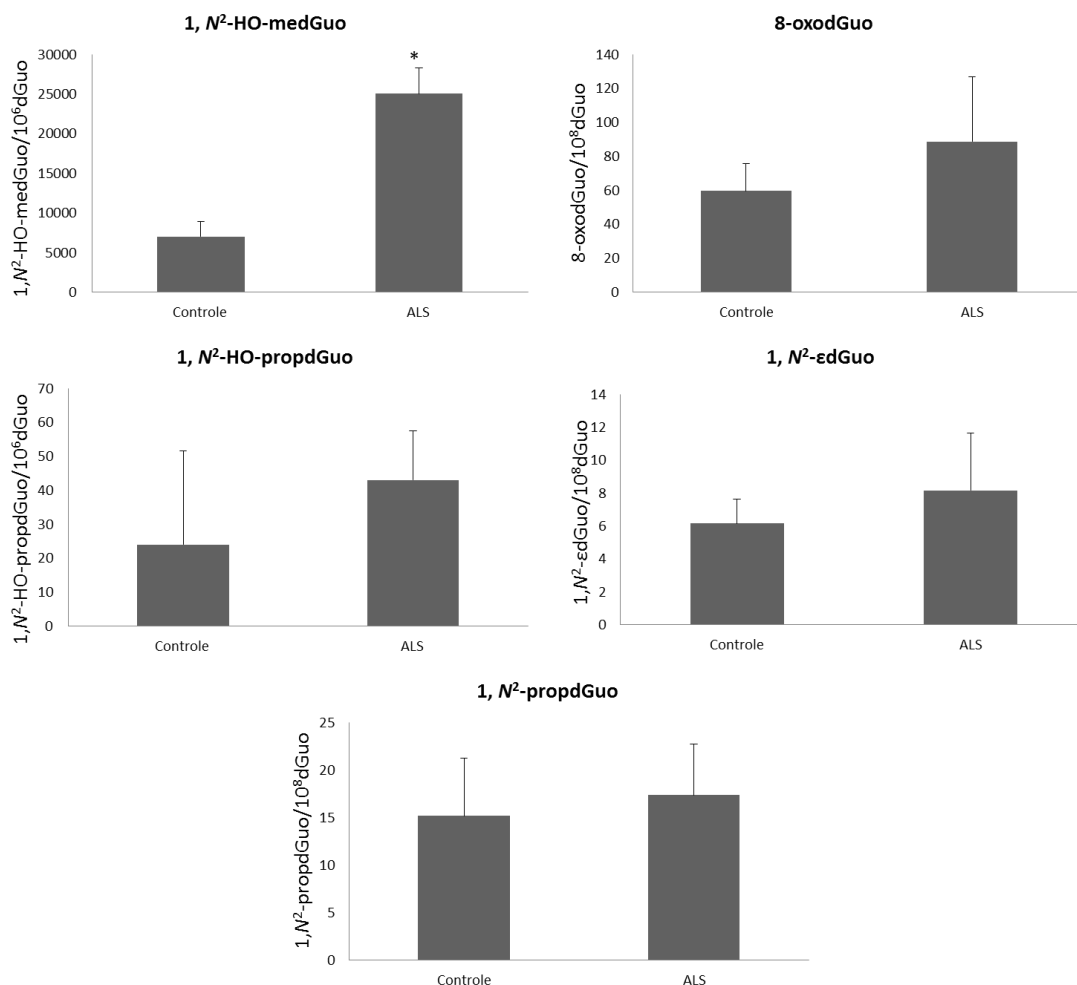 1, N²-HO-medGuo
1,N²-HO-medGuo/10⁶dGuo
30000
25000
20000
15000
10000
5000
0
*
Controle
ALS
8-oxodGuo
8-oxodGuo/10⁸dGuo
140
120
100
80
60
40
20
0
Controle
ALS
1, N²-HO-propdGuo
1,N²-HO-propdGuo/10⁶dGuo
70
60
50
40
30
20
10
0
Controle
ALS
1, N²-εdGuo
1,N²-εdGuo/10⁸dGuo
14
12
10
8
6
4
2
0
Controle
ALS
1, N²-propdGuo
1,N²-propdGuo/10⁸dGuo
25
20
15
10
5
0
Controle
ALS